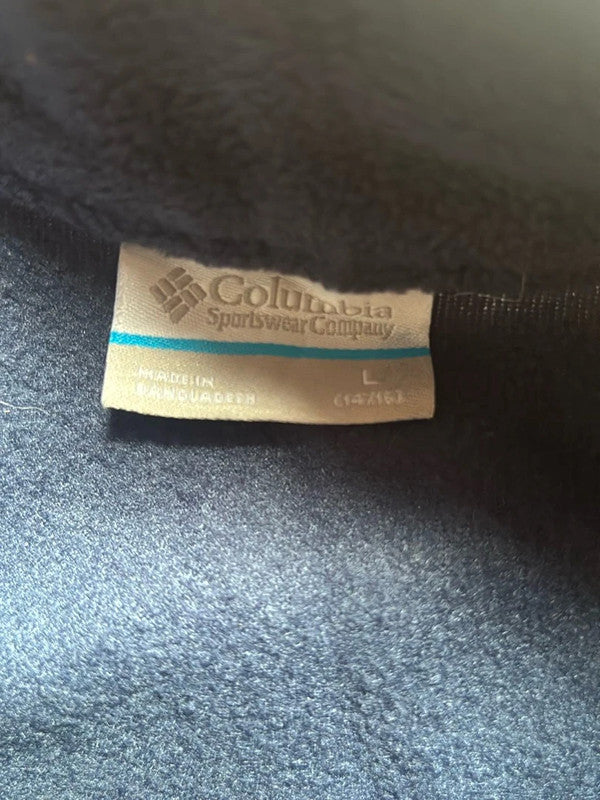 Columbia
Sportswear Company
MADE IN
BANGLADESH
L
(14/16)